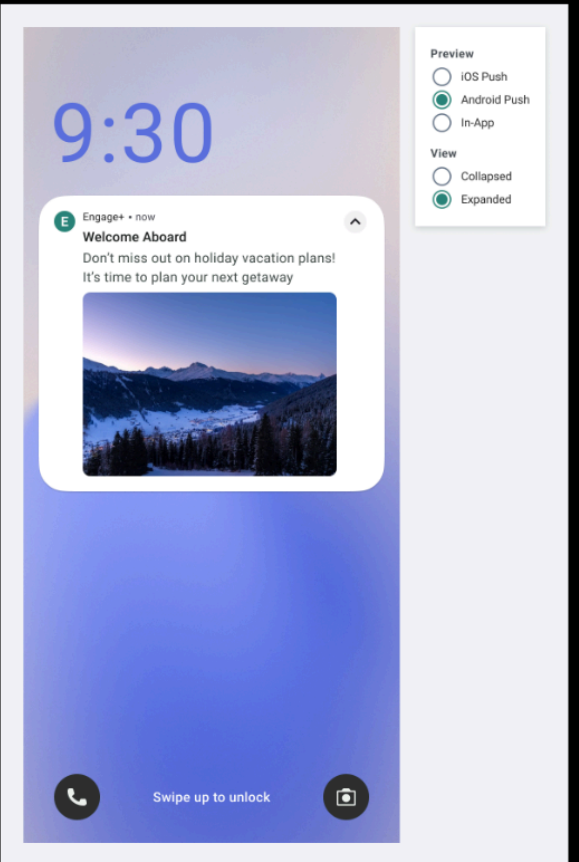 9:30
E
Engage+ • now
Welcome Aboard
Don't miss out on holiday vacation plans!
It's time to plan your next getaway
Swipe up to unlock
Preview
iOS Push
Android Push
In-App
View
Collapsed
Expanded